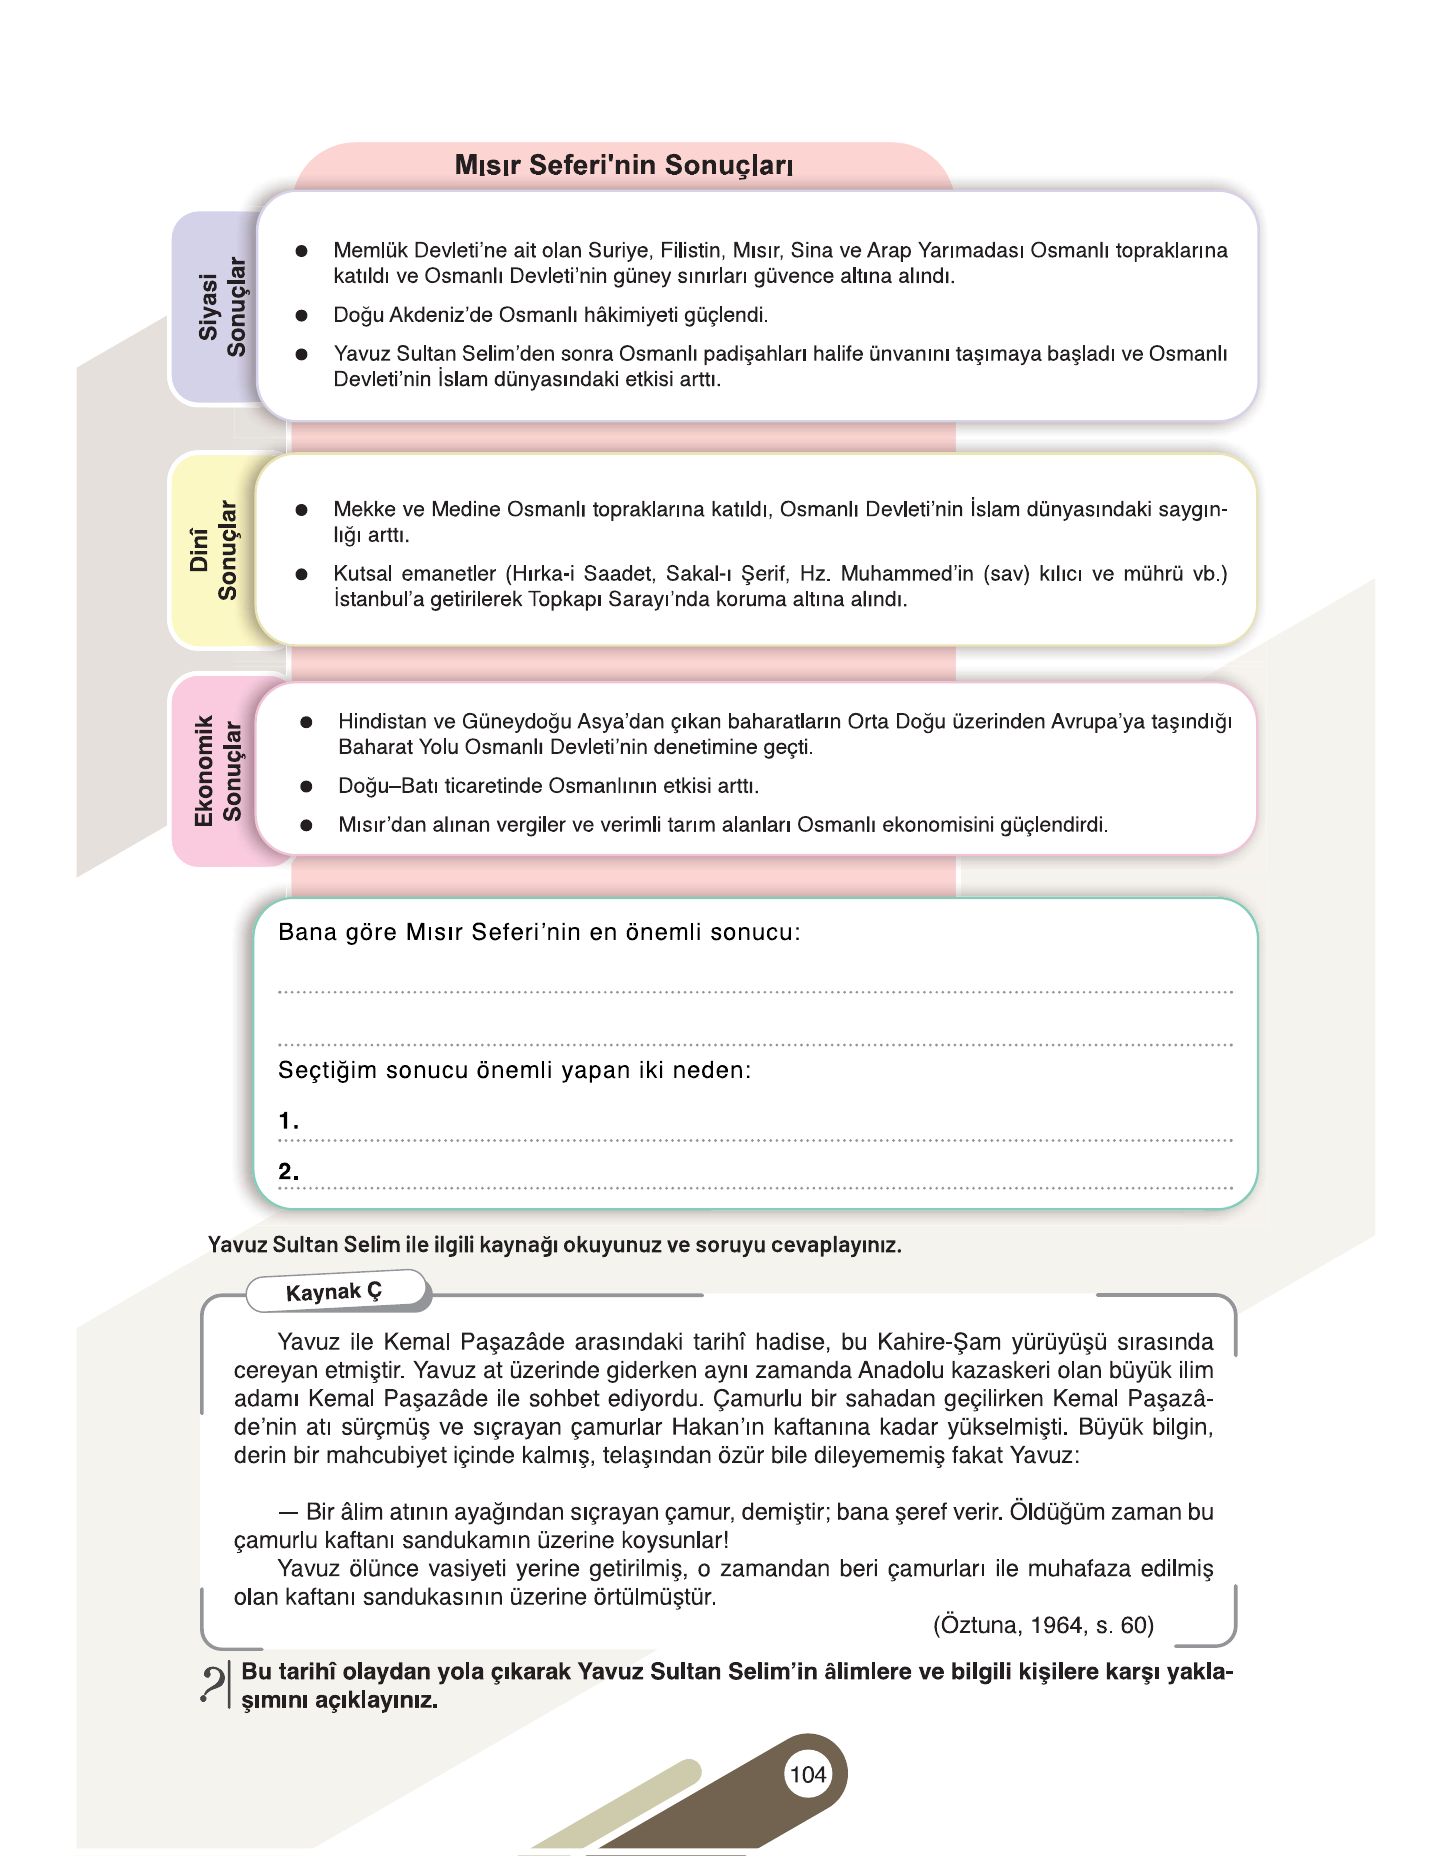 Mısır Seferi'nin Sonuçları
Siyasi
Sonuçlar
● Memlük Devleti’ne ait olan Suriye, Filistin, Mısır, Sina ve Arap Yarımadası Osmanlı topraklarına
katıldı ve Osmanlı Devleti’nin güney sınırları güvence altına alındı.
● Doğu Akdeniz’de Osmanlı hâkimiyeti güçlendi.
● Yavuz Sultan Selim’den sonra Osmanlı padişahları halife ünvanını taşımaya başladı ve Osmanlı
Devleti’nin İslam dünyasındaki etkisi arttı.
Dinî
Sonuçlar
● Mekke ve Medine Osmanlı topraklarına katıldı, Osmanlı Devleti’nin İslam dünyasındaki saygın-
lığı arttı.
● Kutsal emanetler (Hırka-i Saadet, Sakal-ı Şerif, Hz. Muhammed’in (sav) kılıcı ve mührü vb.)
İstanbul’a getirilerek Topkapı Sarayı’nda koruma altına alındı.
Ekonomik
Sonuçlar
● Hindistan ve Güneydoğu Asya’dan çıkan baharatların Orta Doğu üzerinden Avrupa’ya taşındığı
Baharat Yolu Osmanlı Devleti’nin denetimine geçti.
● Doğu–Batı ticaretinde Osmanlının etkisi arttı.
● Mısır’dan alınan vergiler ve verimli tarım alanları Osmanlı ekonomisini güçlendirdi.
Bana göre Mısır Seferi’nin en önemli sonucu:
Seçtiğim sonucu önemli yapan iki neden:
1.
2.
Yavuz Sultan Selim ile ilgili kaynağı okuyunuz ve soruyu cevaplayınız.
Kaynak Ç
Yavuz ile Kemal Paşazâde arasındaki tarihî hadise, bu Kahire-Şam yürüyüşü sırasında
cereyan etmiştir. Yavuz at üzerinde giderken aynı zamanda Anadolu kazaskeri olan büyük ilim
adamı Kemal Paşazâde ile sohbet ediyordu. Çamurlu bir sahadan geçilirken Kemal Paşazâ-
de’nin atı sürçmüş ve sıçrayan çamurlar Hakan’ın kaftanına kadar yükselmişti. Büyük bilgin,
derin bir mahcubiyet içinde kalmış, telaşından özür bile dileyememiş fakat Yavuz:
— Bir âlim atının ayağından sıçrayan çamur, demiştir; bana şeref verir. Öldüğüm zaman bu
çamurlu kaftanı sandukamın üzerine koysunlar!
Yavuz ölünce vasiyeti yerine getirilmiş, o zamandan beri çamurları ile muhafaza edilmiş
olan kaftanı sandukasının üzerine örtülmüştür.
(Öztuna, 1964, s. 60)
? Bu tarihî olaydan yola çıkarak Yavuz Sultan Selim’in âlimlere ve bilgili kişilere karşı yakla-
şımını açıklayınız.
104